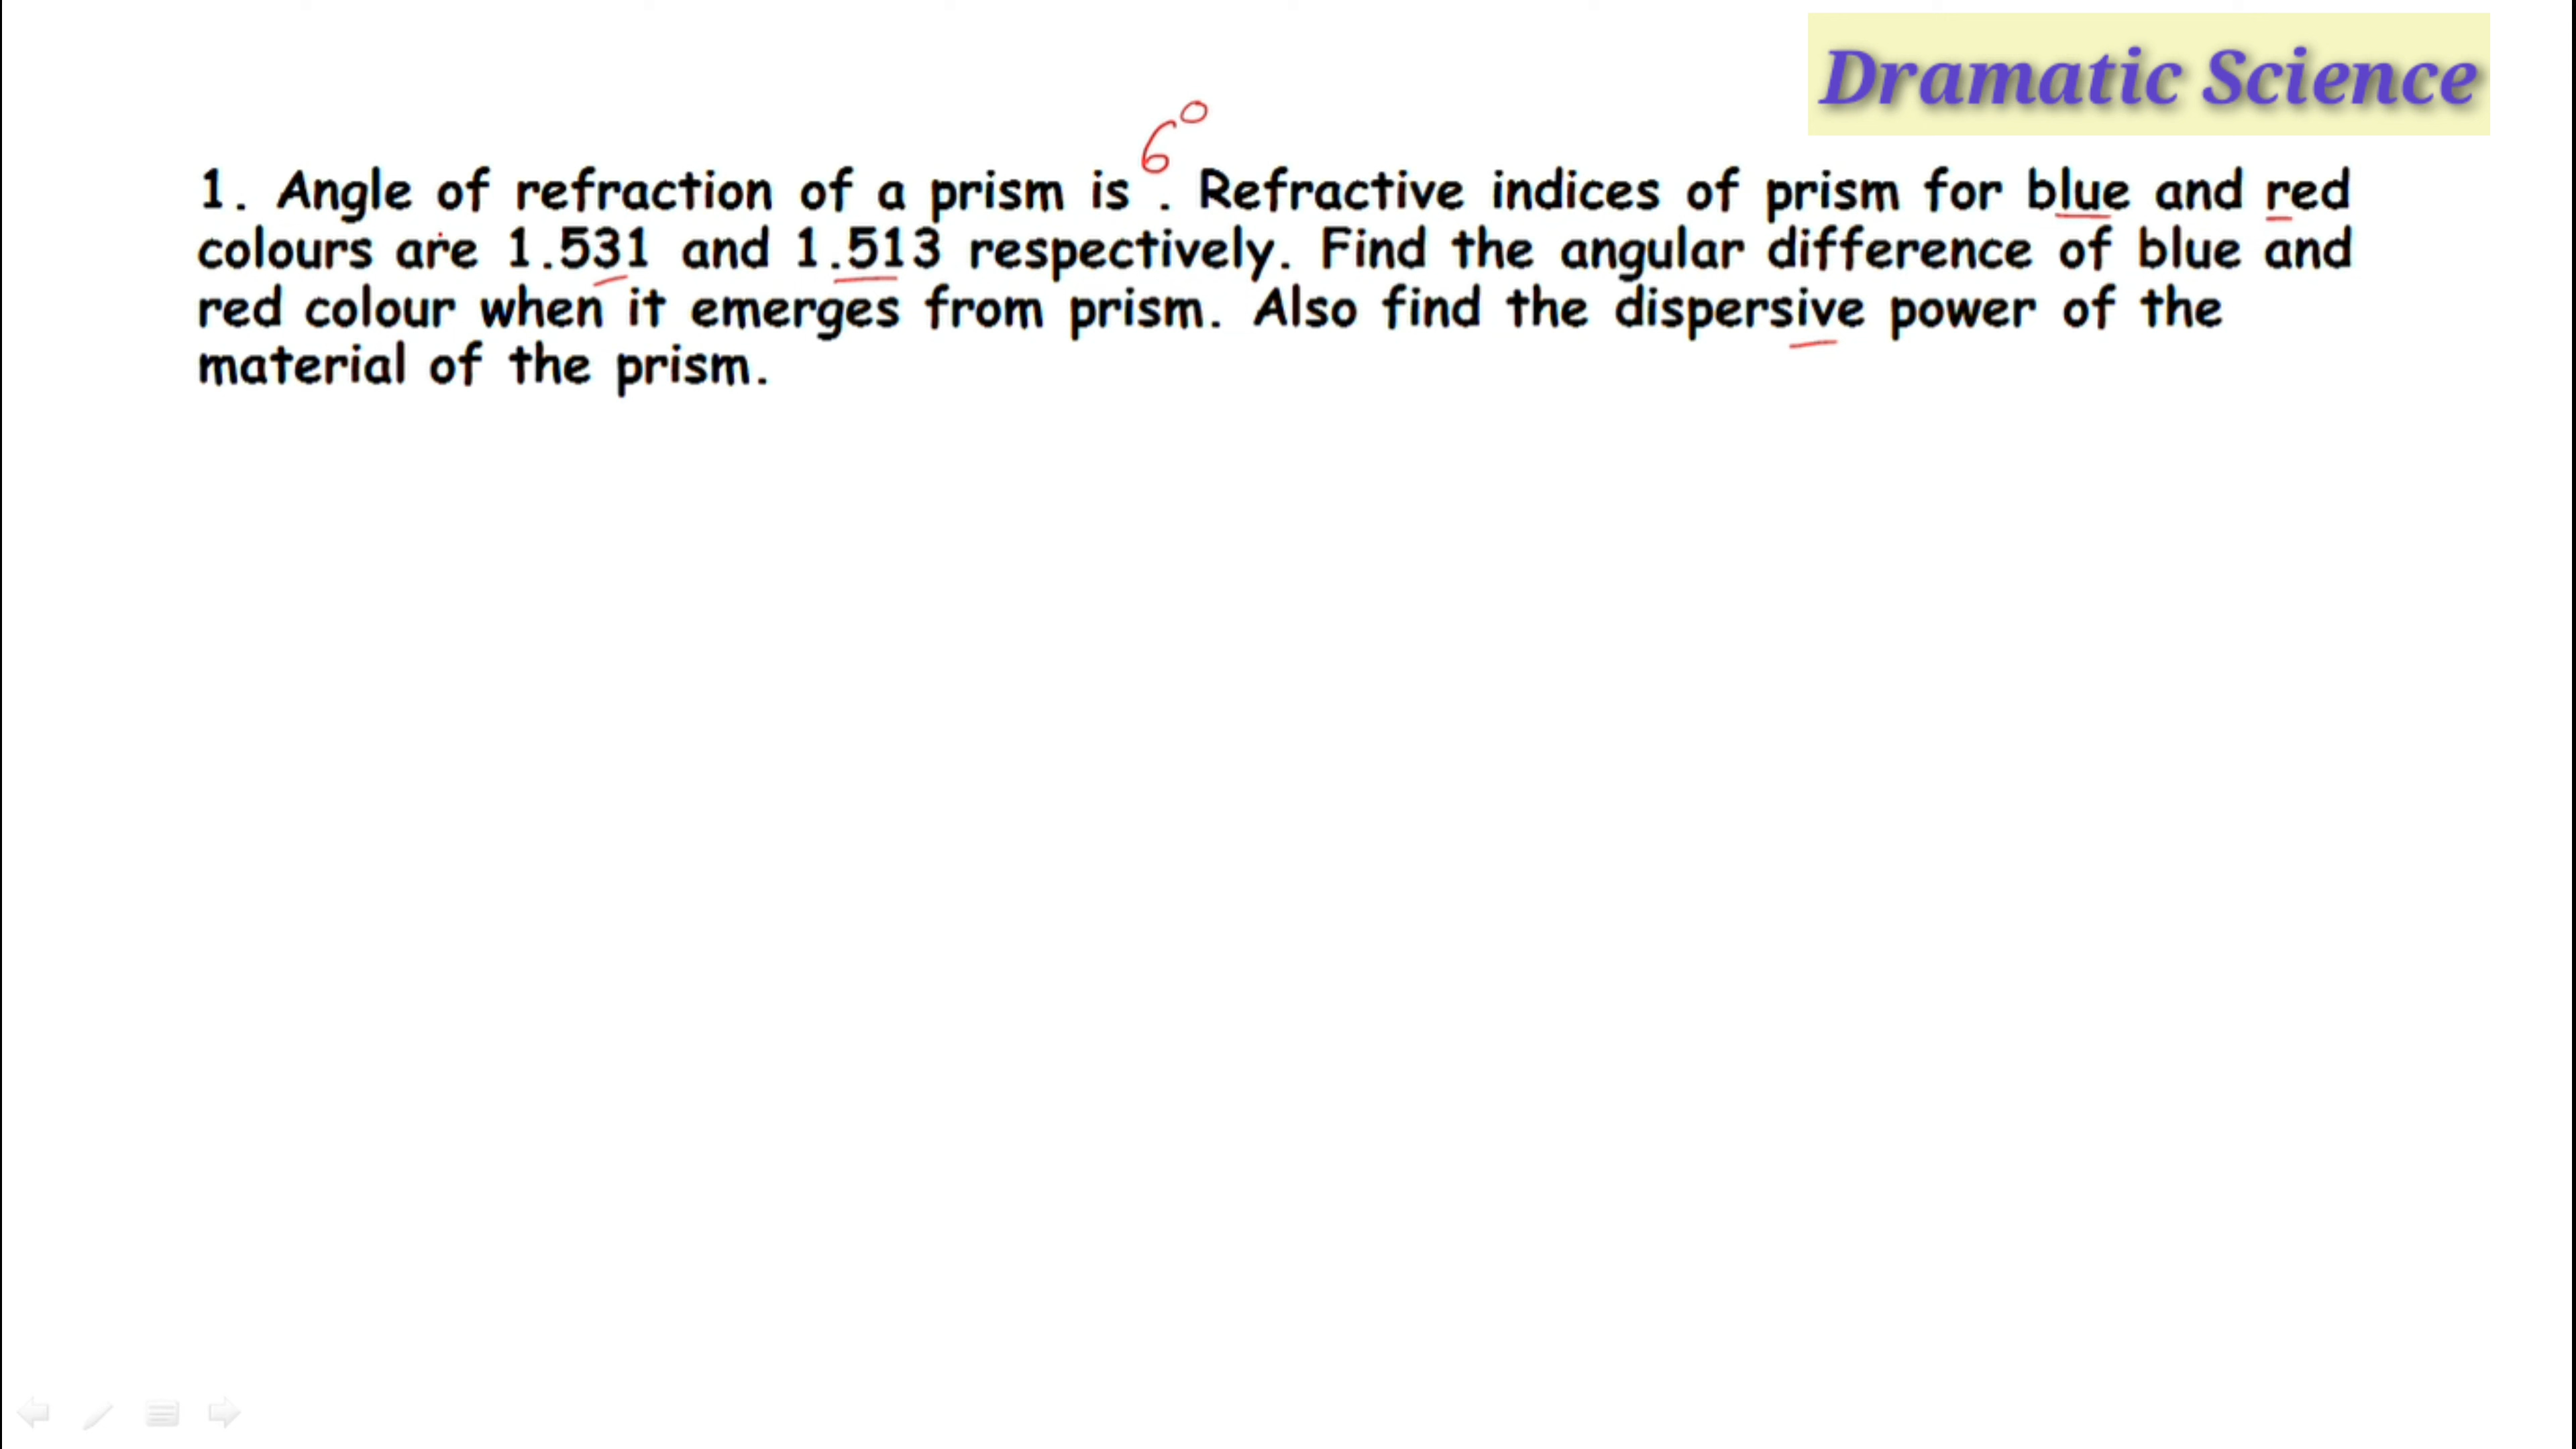 Dramatic Science
6°
1. Angle of refraction of a prism is . Refractive indices of prism for blue and red
colours are 1.531 and 1.513 respectively. Find the angular difference of blue and
red colour when it emerges from prism. Also find the dispersive power of the
material of the prism.